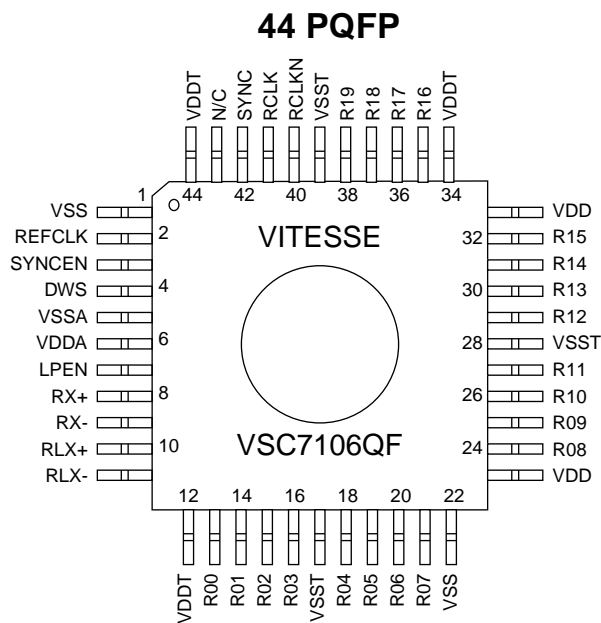 44 PQFP
VDDT
N/C
SYNC
RCLK
RCLKN
VSST
R19
R18
R17
R16
VDDT
44
42
40
38
36
34
1
VSS
REFCLK
2
SYNCEN
DWS
4
VSSA
VDDA
6
LPEN
RX+
8
RX-
RLX+
10
RLX-
VITESSE
VSC7106QF
VDD
32
R15
R14
30
R13
R12
28
VSST
R11
26
R10
R09
24
R08
VDD
12
14
16
18
20
22
VDDT
R00
R01
R02
R03
VSST
R04
R05
R06
R07
VSS